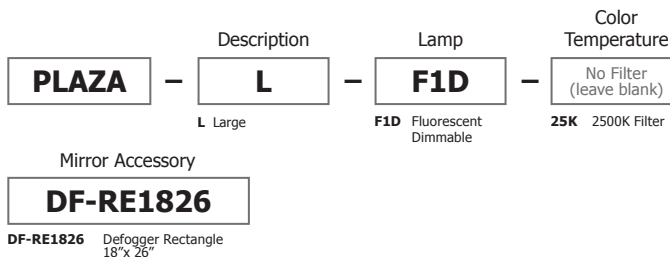 Description
Lamp
Color
Temperature
PLAZA – L – F1D – No Filter
(leave blank)
L Large
F1D Fluorescent
Dimmable
25K 2500K Filter
Mirror Accessory
DF-RE1826
DF-RE1826 Defogger Rectangle
18”x 26”